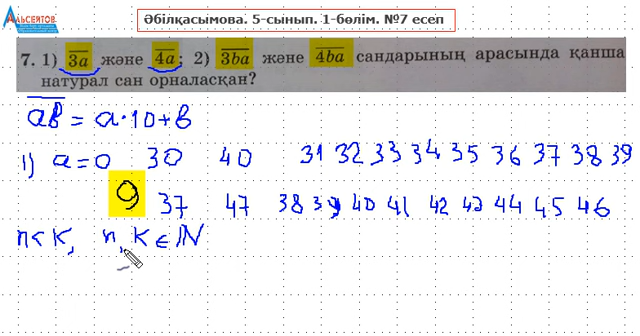 Альсейтов
Әбілқасымова. 5-сынып. 1-бөлім. №7 есеп
7. 1) 3a және 4a; 2) 3ba және 4ba сандарының арасында қанша
натурал сан орналасқан?
ab = a·10+b
1) a=0 30 40 31 32 33 34 35 36 37 38 39
9 37 47 38 39 40 41 42 43 44 45 46
n<k, n, k ∈ N